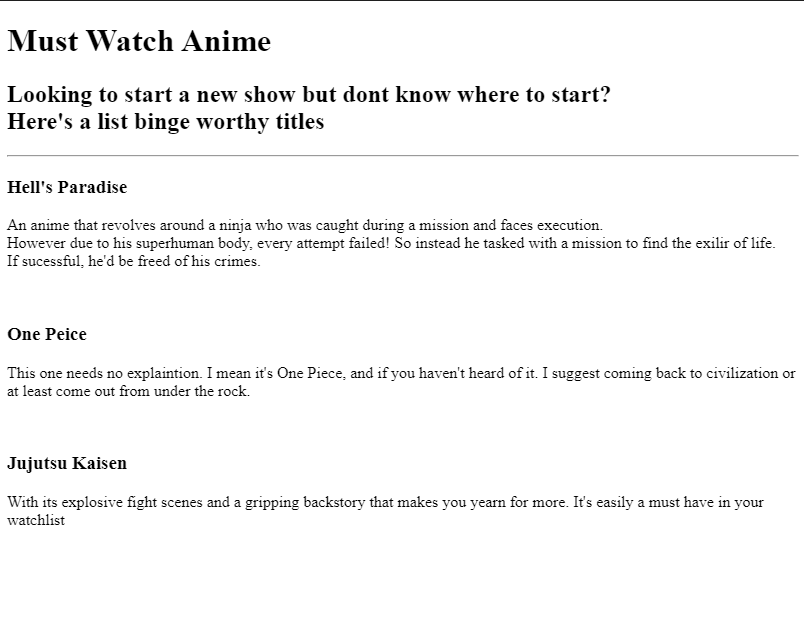 Must Watch Anime
Looking to start a new show but dont know where to start?
Here's a list binge worthy titles
Hell's Paradise
An anime that revolves around a ninja who was caught during a mission and faces execution.
However due to his superhuman body, every attempt failed! So instead he tasked with a mission to find the exilir of life.
If sucessful, he'd be freed of his crimes.
One Peice
This one needs no explaintion. I mean it's One Piece, and if you haven't heard of it. I suggest coming back to civilization or
at least come out from under the rock.
Jujutsu Kaisen
With its explosive fight scenes and a gripping backstory that makes you yearn for more. It's easily a must have in your
watchlist